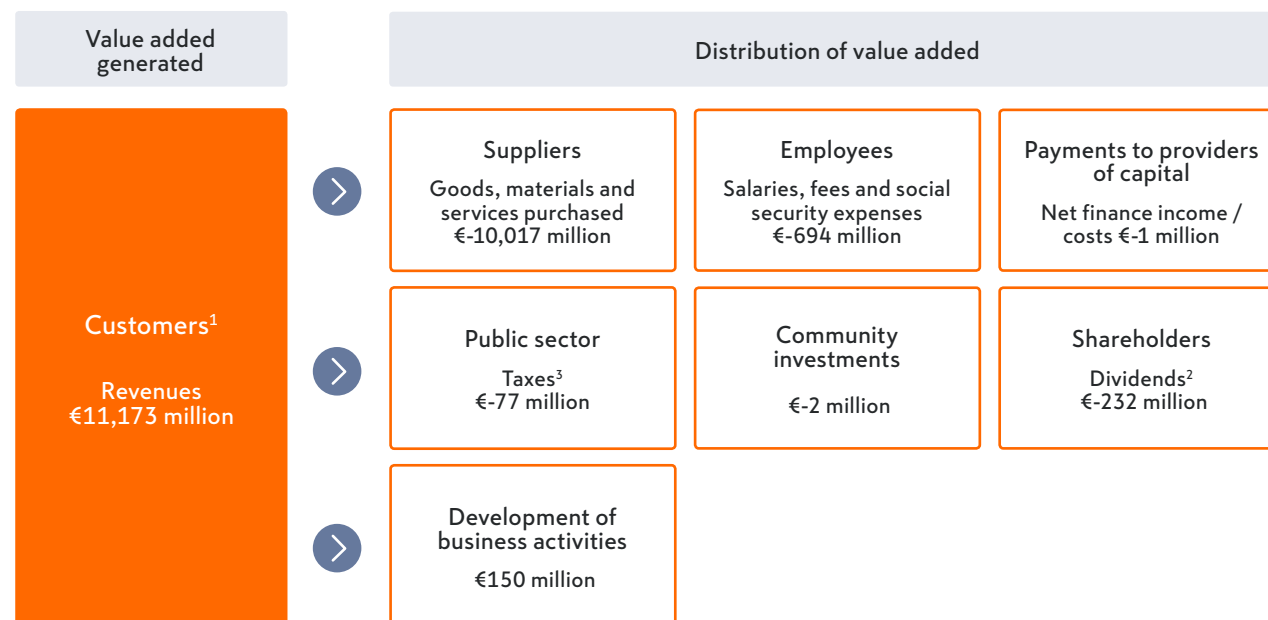 Value added
generated
Distribution of value added
Customers¹
Revenues
€11,173 million
Suppliers
Goods, materials and
services purchased
€-10,017 million
Employees
Salaries, fees and social
security expenses
€-694 million
Payments to providers
of capital
Net finance income /
costs €-1 million
Public sector
Taxes³
€-77 million
Community
investments
€-2 million
Shareholders
Dividends²
€-232 million
Development of
business activities
€150 million